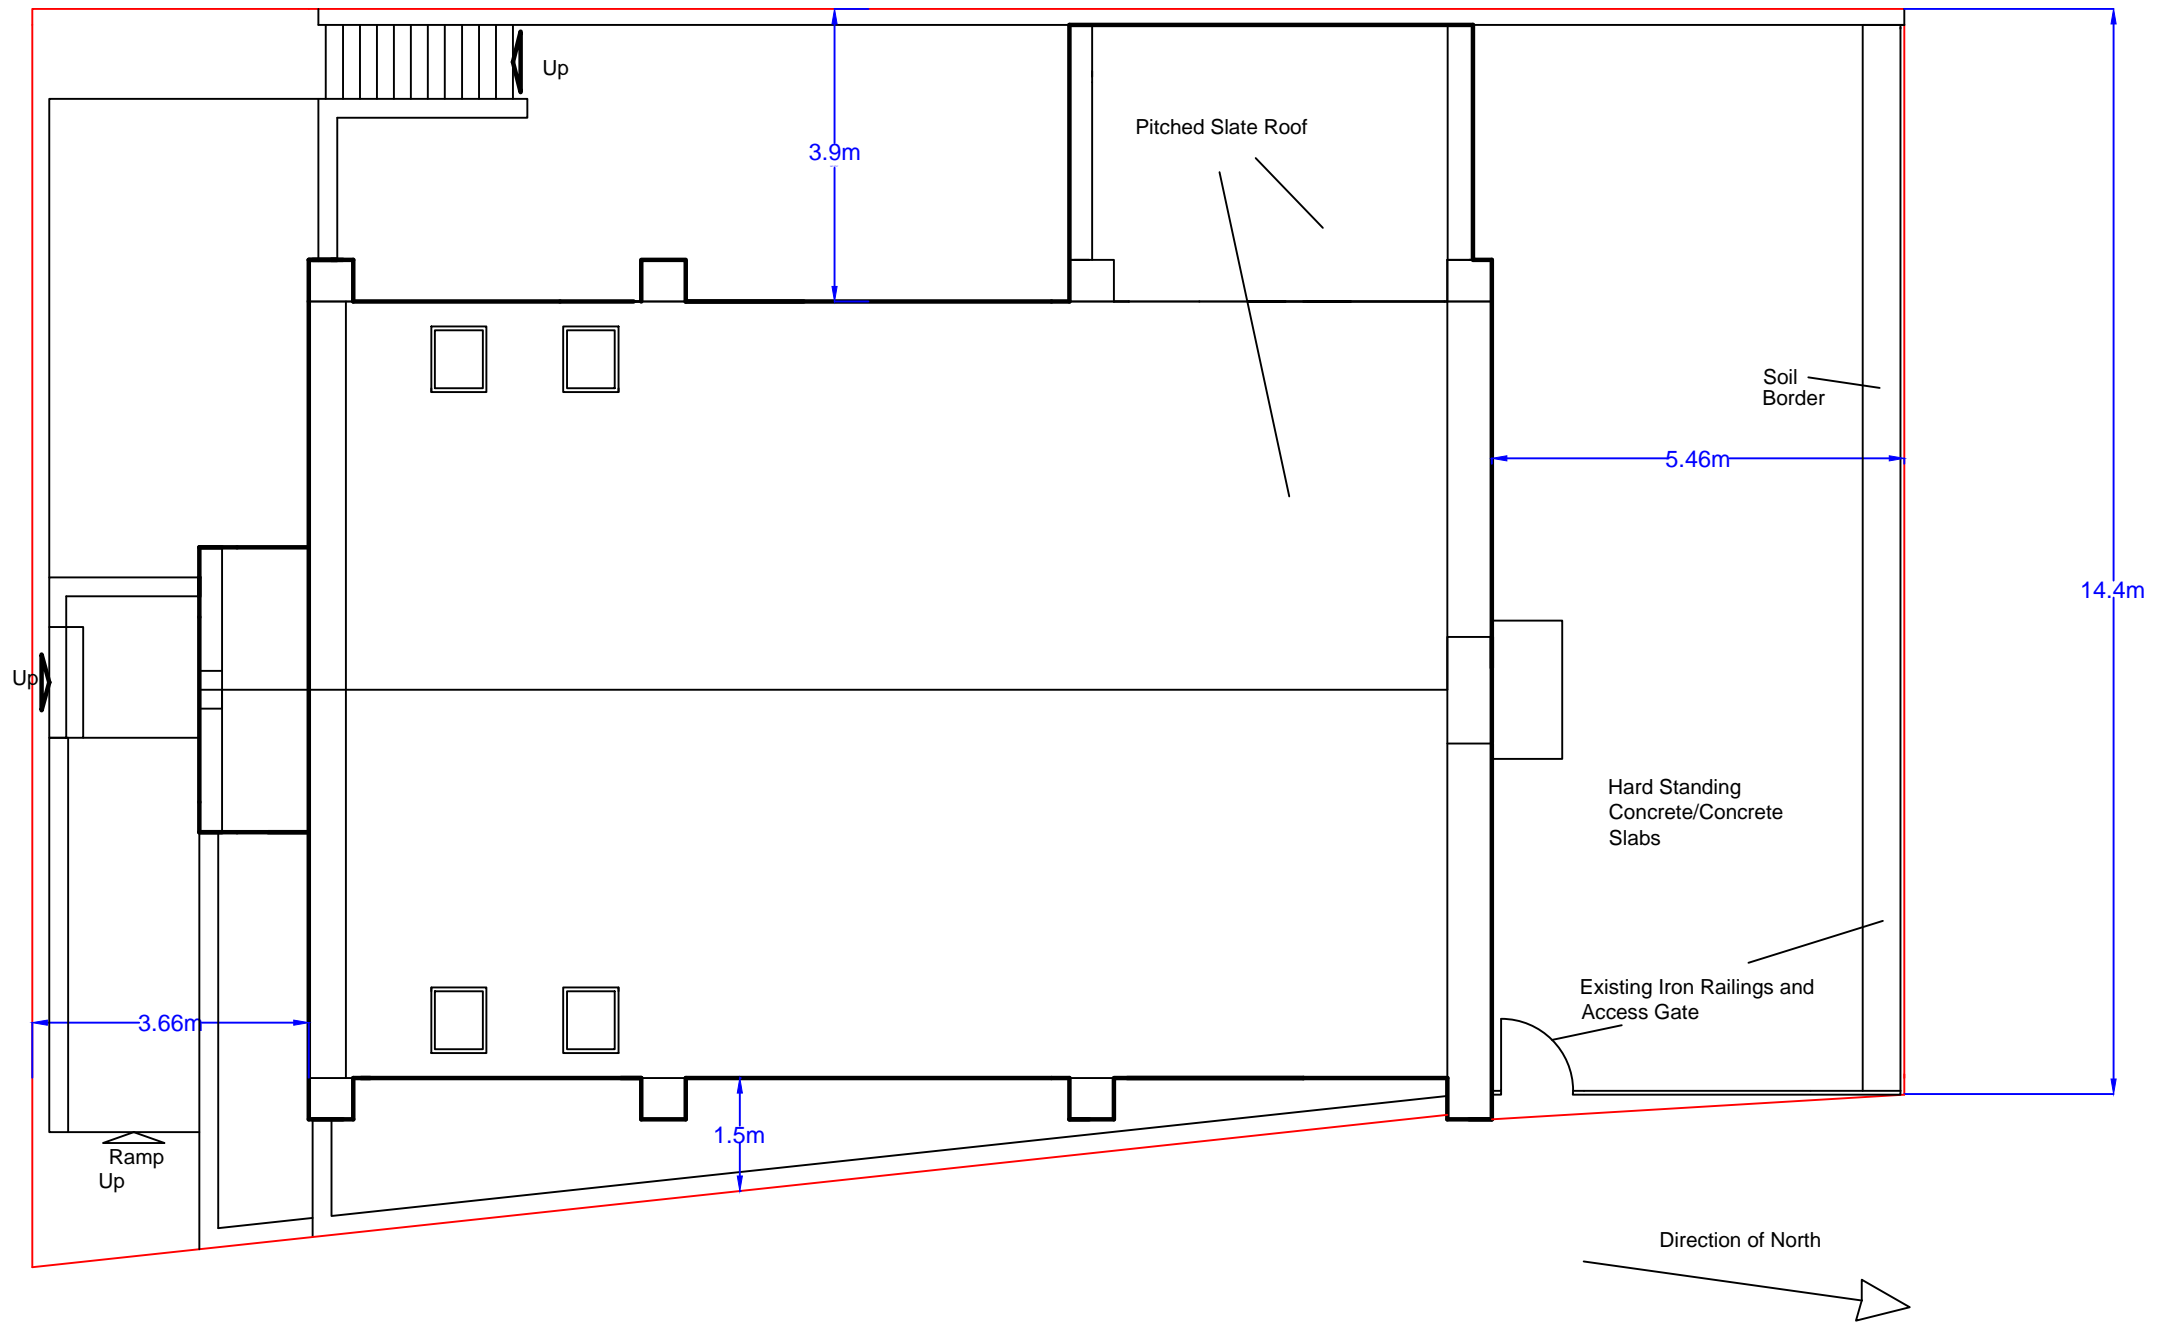 Up
Pitched Slate Roof
3.9m
Soil
Border
5.46m
14.4m
Up
Hard Standing
Concrete/Concrete
Slabs
Existing Iron Railings and
Access Gate
3.66m
1.5m
Ramp
Up
Direction of North